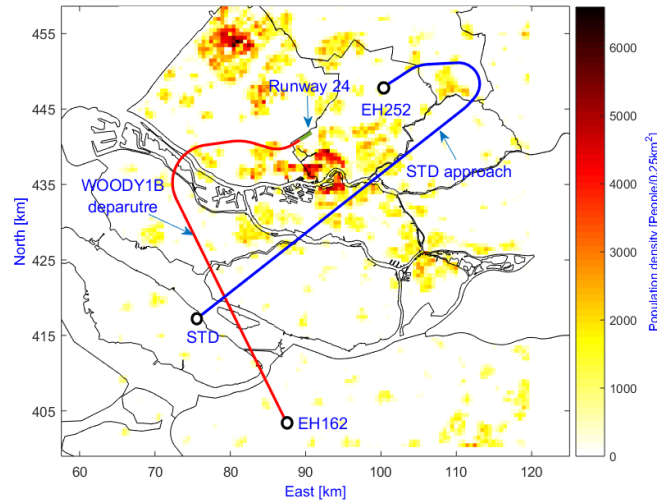 455
445
435
425
415
405
North [km]
60
70
80
90
100
110
120
East [km]
Runway 24
EH252
STD approach
WOODY1B
deparutre
STD
EH162
6000
5000
4000
3000
2000
1000
0
Population density [People/0.25km²]